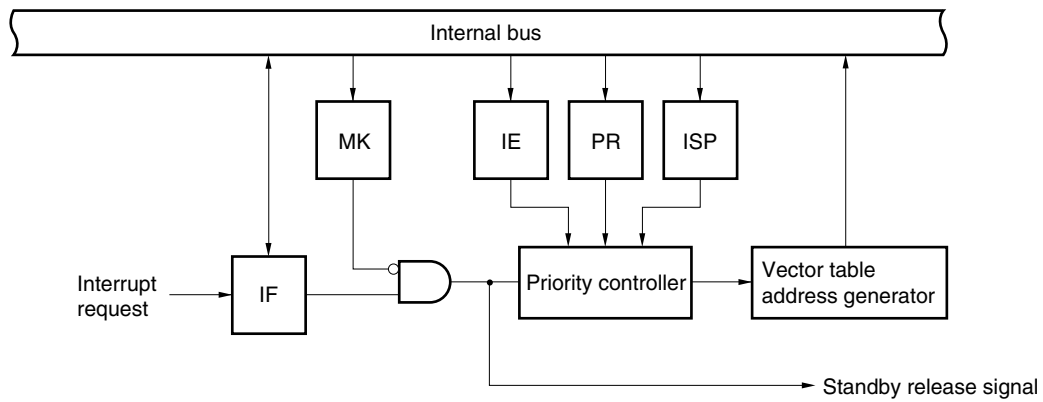 Internal bus
MK
IE
PR
ISP
Interrupt
request
IF
Priority controller
Vector table
address generator
Standby release signal